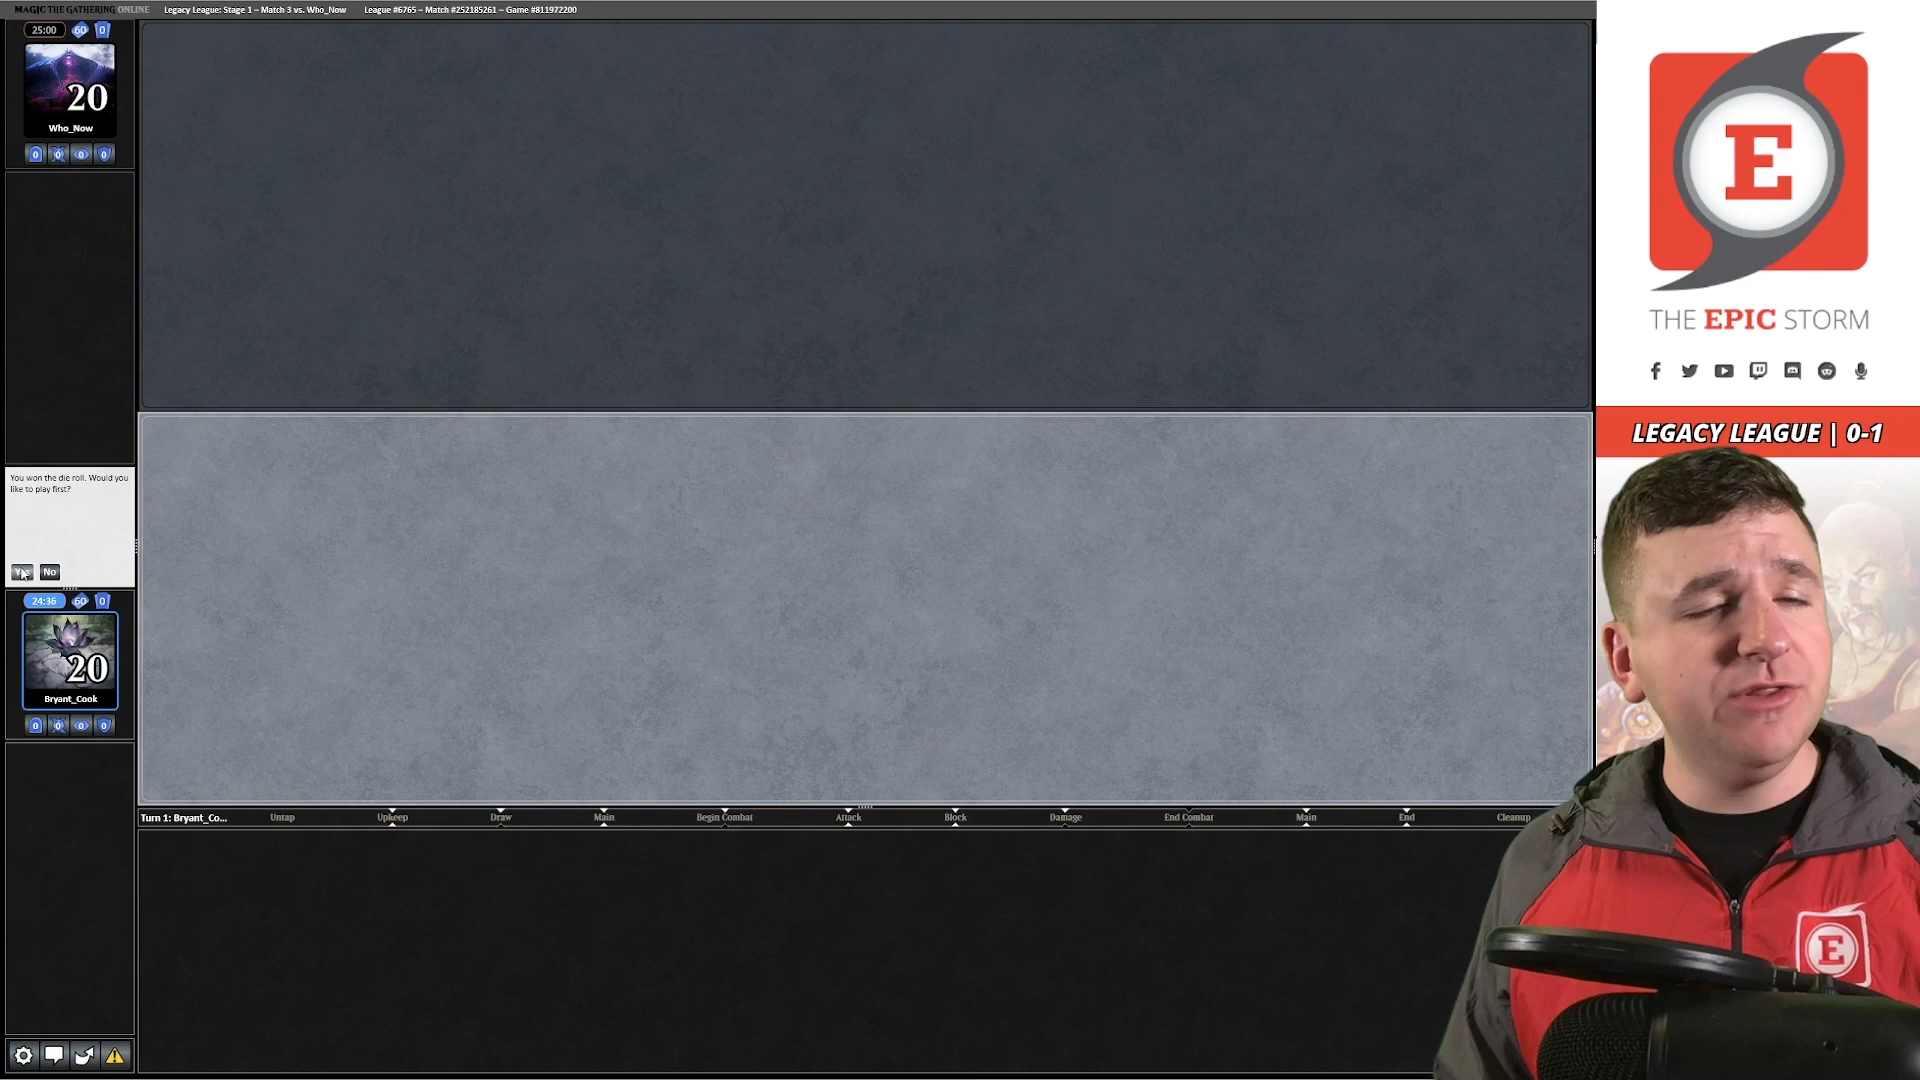 MAGIC THE GATHERING ONLINE
Legacy League: Stage 1 – Match 3 vs. Who_Now
League #6765 – Match #252185261 – Game #811972200
25:00
60
0
20
Who_Now
0
0
0
0
You won the die roll. Would you
like to play first?
No
24:36
60
0
20
Bryant_Cook
0
0
0
0
Turn 1: Bryant_Co...
Untap
Upkeep
Draw
Main
Begin Combat
Attack
Block
Damage
End Combat
Main
End
Cleanup
E
THE EPIC STORM
LEGACY LEAGUE | 0-1
E